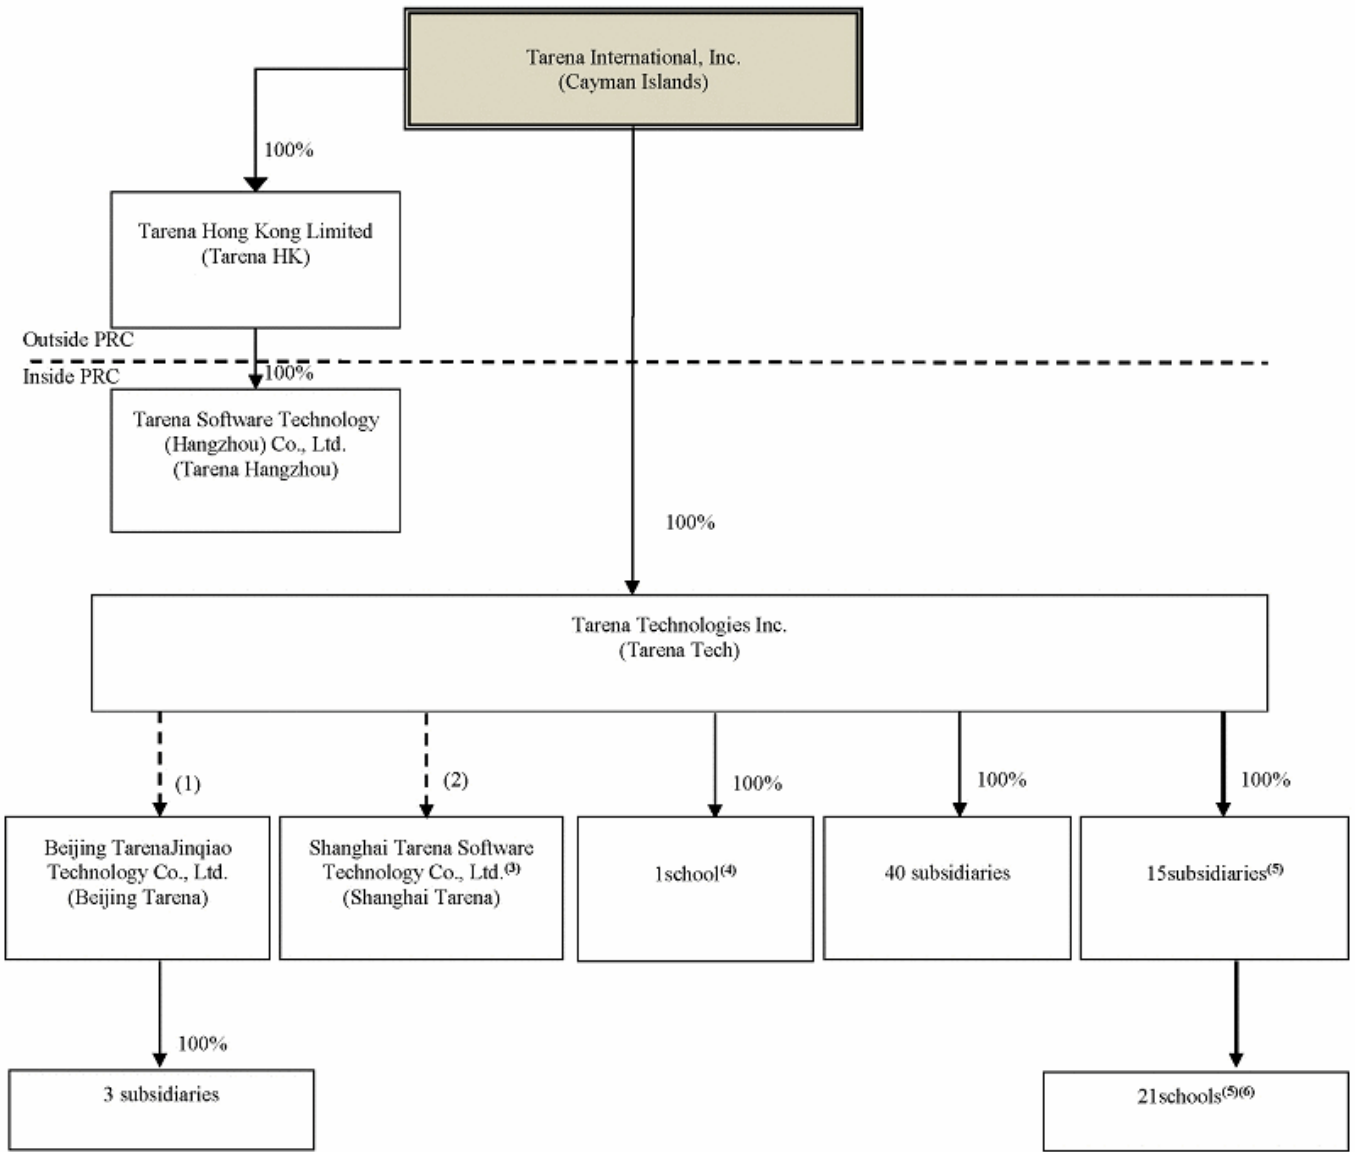 Tarena International, Inc.
(Cayman Islands)
100%
Tarena Hong Kong Limited
(Tarena HK)
Outside PRC
Inside PRC
100%
Tarena Software Technology
(Hangzhou) Co., Ltd.
(Tarena Hangzhou)
100%
Tarena Technologies Inc.
(Tarena Tech)
(1)
(2)
100%
100%
100%
Beijing TarenaJinqiao
Technology Co., Ltd.
(Beijing Tarena)
Shanghai Tarena Software
Technology Co., Ltd.(3)
(Shanghai Tarena)
1school(4)
40 subsidiaries
15subsidiaries(5)
100%
3 subsidiaries
21schools(5)(6)